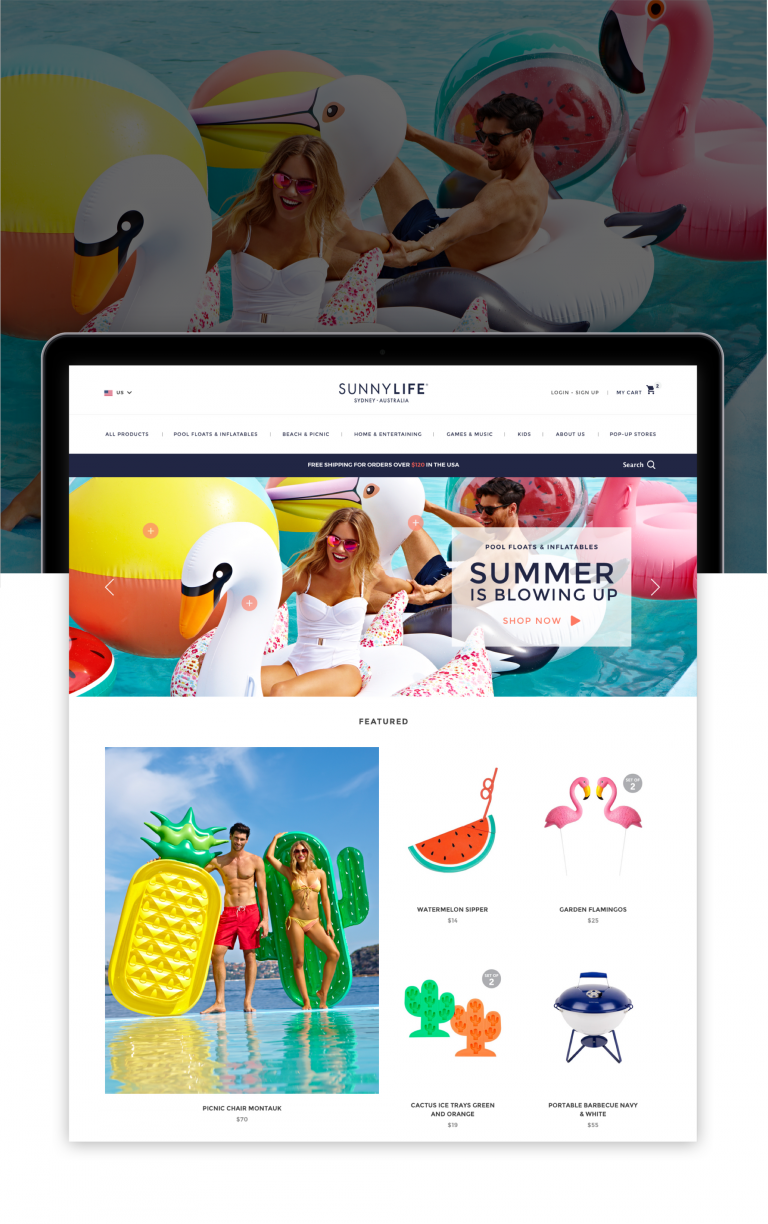 US
SUNNYLIFE
SYDNEY · AUSTRALIA
LOGIN - SIGN UP | MY CART 2
ALL PRODUCTS | POOL FLOATS & INFLATABLES | BEACH & PICNIC | HOME & ENTERTAINING | GAMES & MUSIC | KIDS | ABOUT US | POP-UP STORES
FREE SHIPPING FOR ORDERS OVER $120 IN THE USA
Search
POOL FLOATS & INFLATABLES
SUMMER
IS BLOWING UP
SHOP NOW
FEATURED
SET OF
2
WATERMELON SIPPER
$14
GARDEN FLAMINGOS
$25
SET OF
2
PICNIC CHAIR MONTAUK
$70
CACTUS ICE TRAYS GREEN
AND ORANGE
$18
PORTABLE BARBECUE NAVY
& WHITE
$55